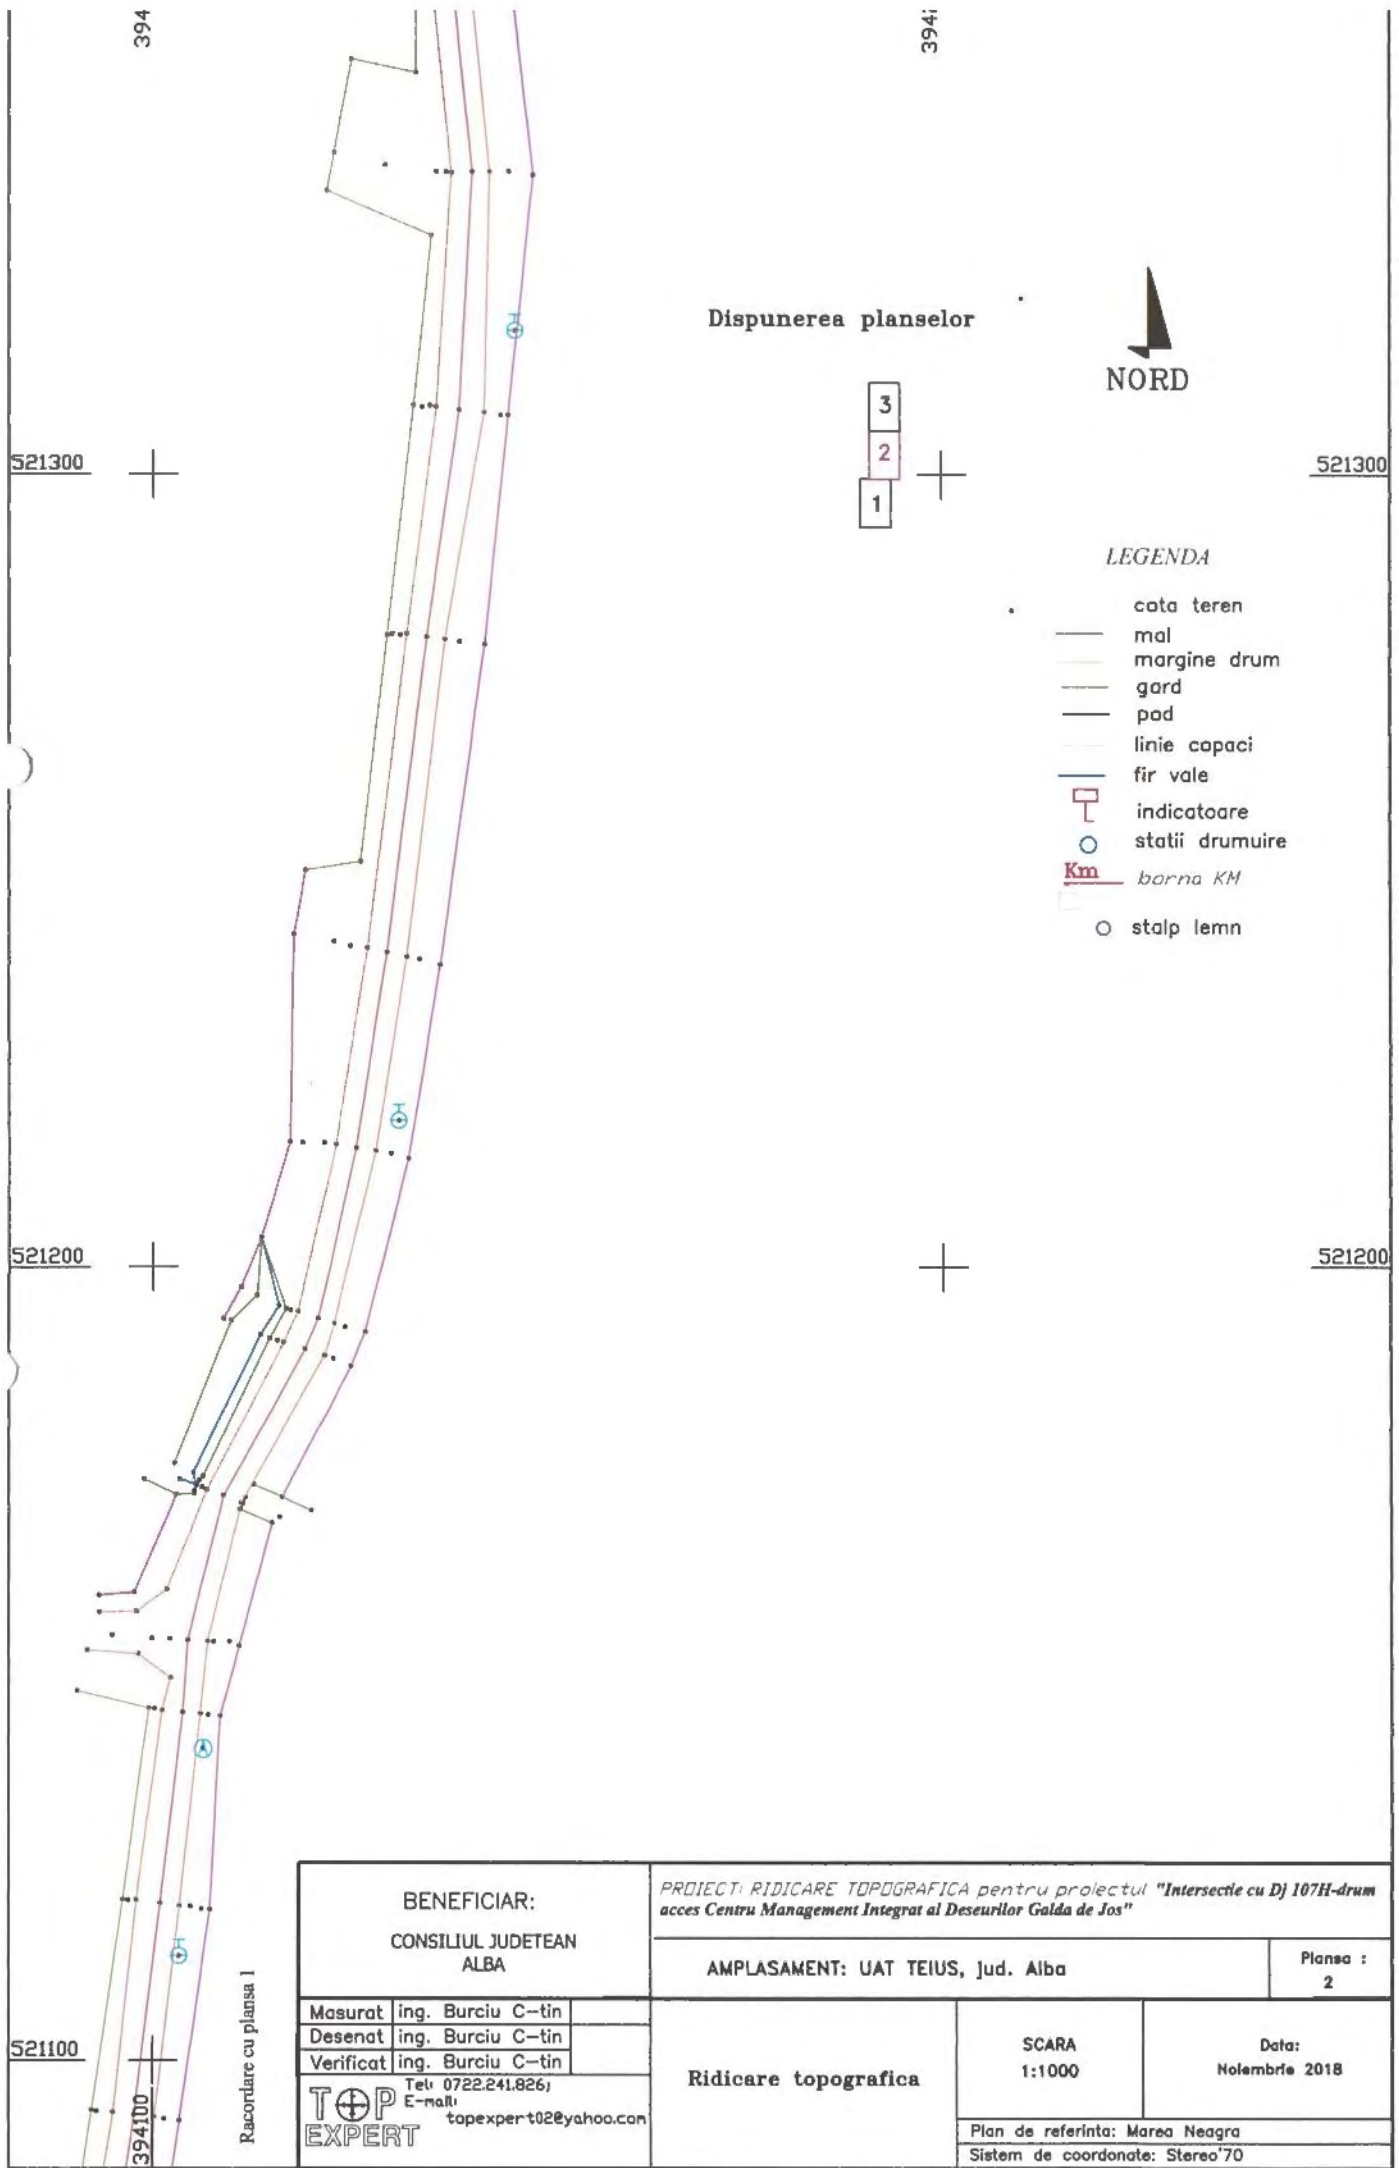 394
394
Dispunerea planselor
NORD
3
2
1
521300
521300
LEGENDA
cota teren
mal
margine drum
gard
pod
linie copaci
fir vale
indicatoare
statii drumuire
Km borna KM
stalp lemn
521200
521200
521100
394100
Racordare cu plansa 1
BENEFICIAR:
CONSILIUL JUDETEAN
ALBA
PROIECT: RIDICARE TOPOGRAFICA pentru proiectul "Intersectie cu Dj 107H-drum
acces Centru Management Integrat al Deseurilor Galda de Jos"
AMPLASAMENT: UAT TEIUS, jud. Alba
Plansa :
2
Masurat ing. Burciu C-tin
Desenat ing. Burciu C-tin
Verificat ing. Burciu C-tin
TOP
EXPERT
Tel: 0722.241.826;
E-mail:
topexpert02@yahoo.com
Ridicare topografica
SCARA
1:1000
Data:
Noiembrie 2018
Plan de referinta: Marea Neagra
Sistem de coordonate: Stereo'70